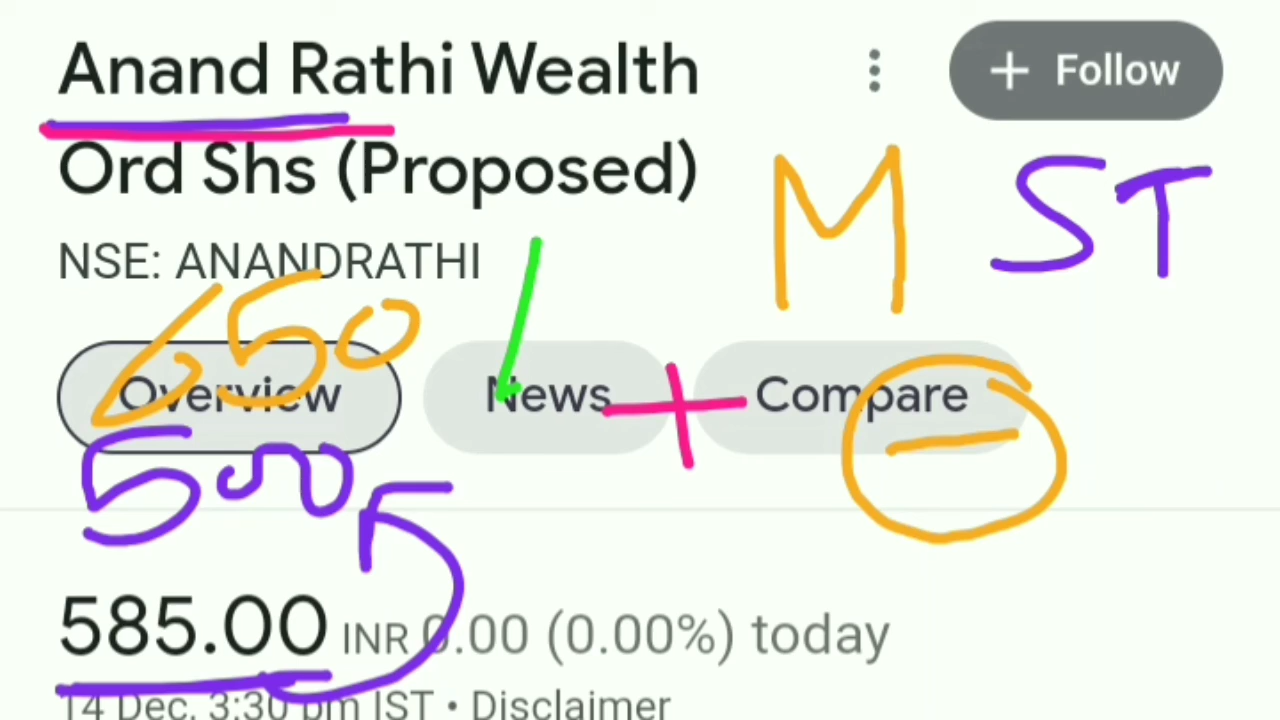 Anand Rathi Wealth
+ Follow
Ord Shs (Proposed)
M ST
NSE: ANANDRATHI
650
Overview News Compare
500
585.00 INR 0.00 (0.00%) today
14 Dec, 3:30 pm IST • Disclaimer